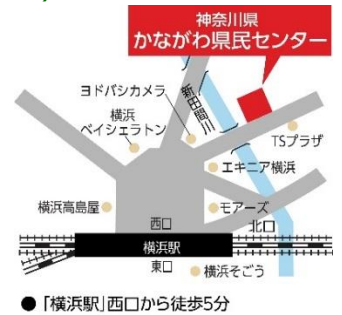 神奈川県
かながわ県民センター
ヨドバシカメラ
新田間川
横浜
ベイシェラトン
TSプラザ
エキニア横浜
横浜高島屋
モアーズ
西口
北口
横浜駅
東口
横浜そごう
● 「横浜駅」西口から徒歩5分